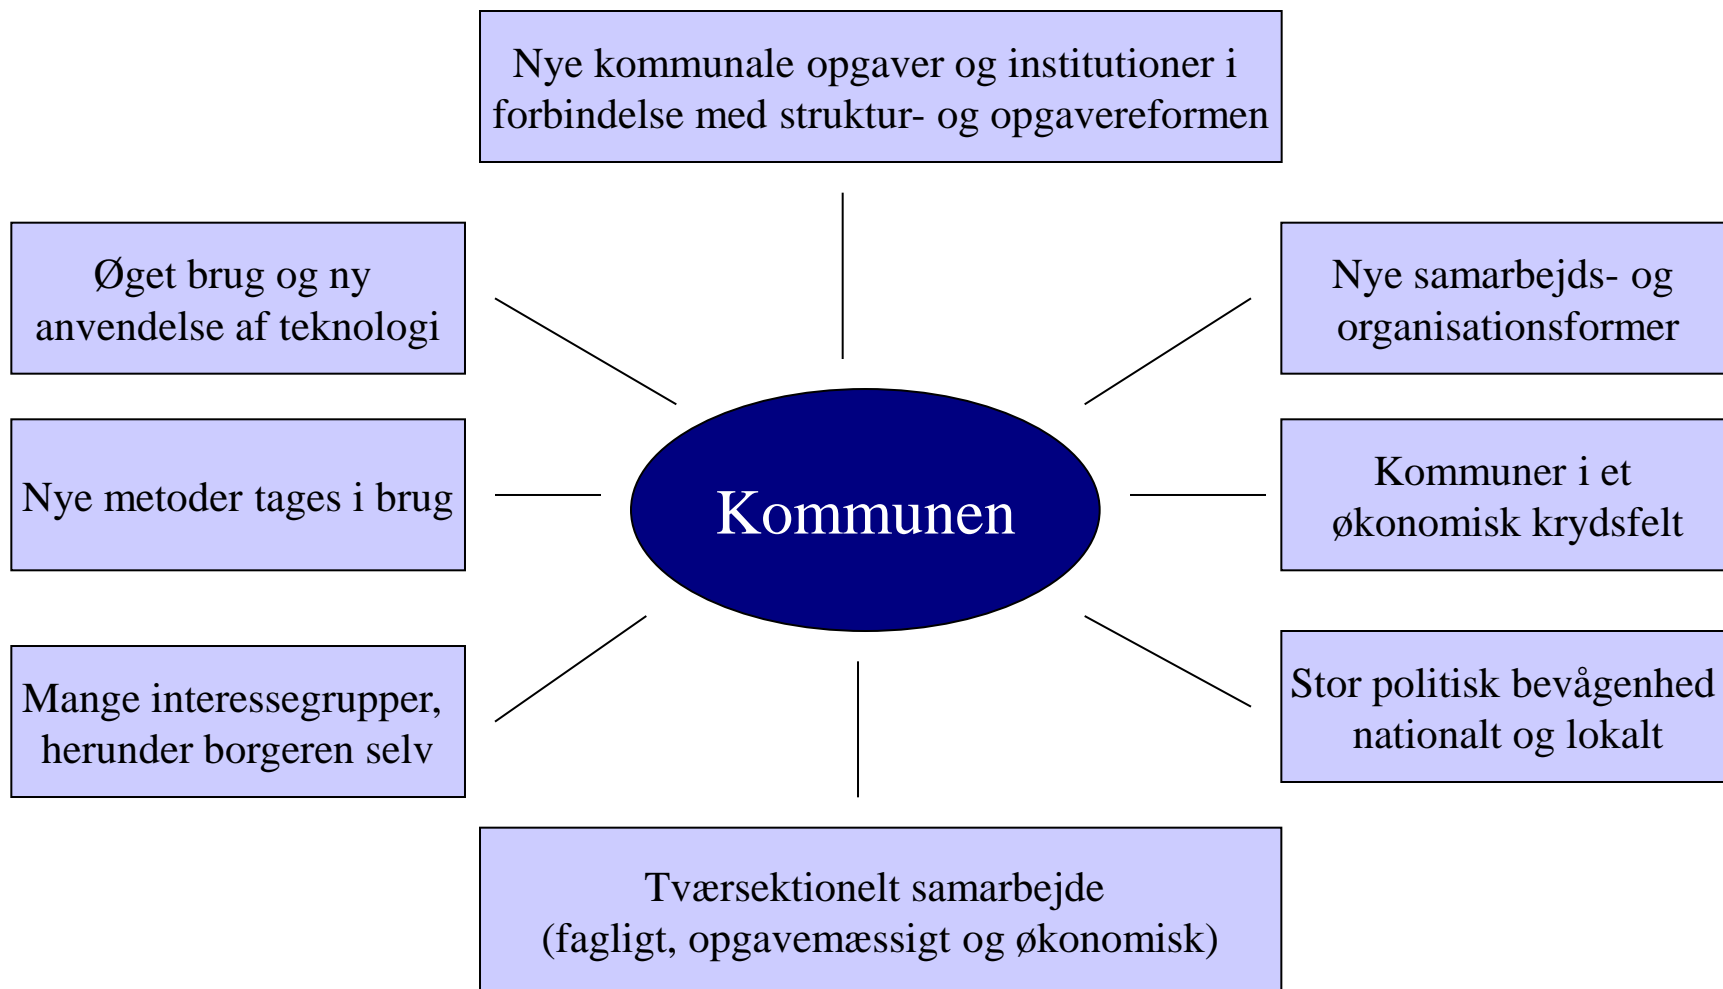 Nye kommunale opgaver og institutioner i
forbindelse med struktur- og opgavereformen
Øget brug og ny
anvendelse af teknologi
Nye samarbejds- og
organisationsformer
Nye metoder tages i brug
Kommunen
Kommuner i et
økonomisk krydsfelt
Mange interessegrupper,
herunder borgeren selv
Stor politisk bevågenhed
nationalt og lokalt
Tværsektionelt samarbejde
(fagligt, opgavemæssigt og økonomisk)